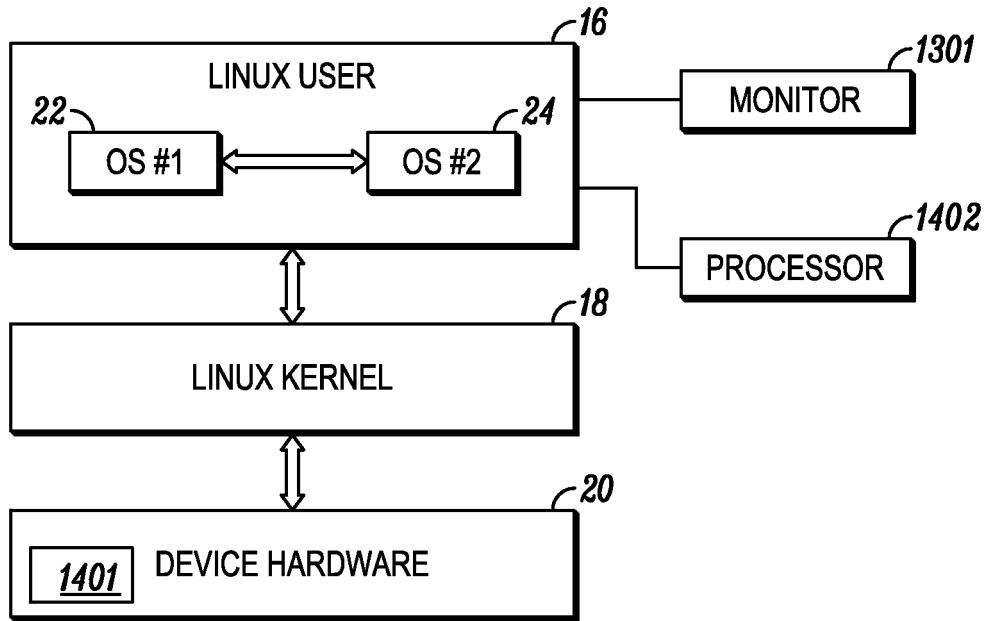 16
LINUX USER
22
OS #1
24
OS #2
1301
MONITOR
1402
PROCESSOR
18
LINUX KERNEL
20
1401
DEVICE HARDWARE